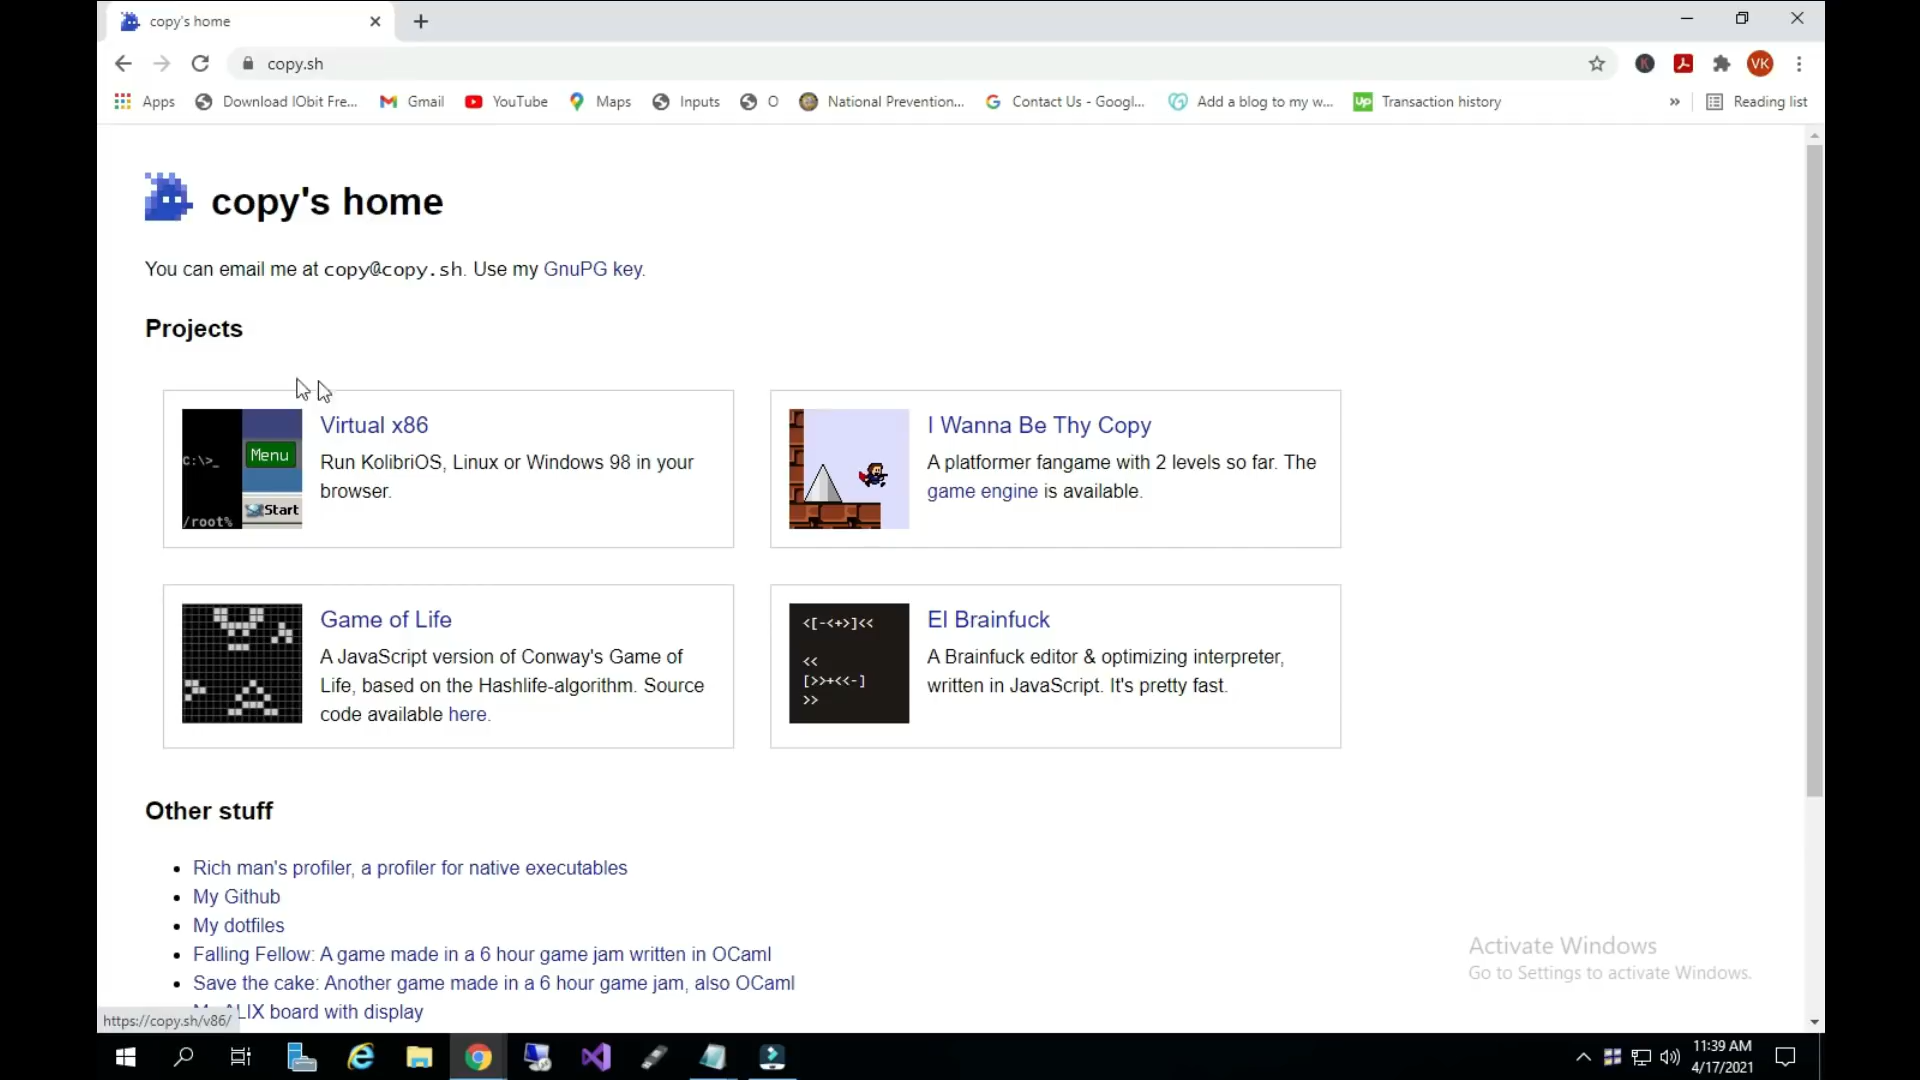 copy's home
copy.sh
VK
Apps
Download IObit Fre...
Gmail
YouTube
Maps
Inputs
O
National Prevention...
Contact Us - Googl...
Add a blog to my w...
Up
Transaction history
»
Reading list
copy's home
You can email me at copy@copy.sh. Use my GnuPG key.
Projects
C:\>_
Menu
Start
/root%
Virtual x86
Run KolibriOS, Linux or Windows 98 in your
browser.
I Wanna Be Thy Copy
A platformer fangame with 2 levels so far. The
game engine is available.
Game of Life
A JavaScript version of Conway's Game of
Life, based on the Hashlife-algorithm. Source
code available here.
<[-<+>]<<
<<
[>>+<<-]
>>
El Brainfuck
A Brainfuck editor & optimizing interpreter,
written in JavaScript. It's pretty fast.
Other stuff
Rich man's profiler, a profiler for native executables
My Github
My dotfiles
Falling Fellow: A game made in a 6 hour game jam written in OCaml
Save the cake: Another game made in a 6 hour game jam, also OCaml
LIX board with display
https://copy.sh/v86/
Activate Windows
Go to Settings to activate Windows.
11:39 AM
4/17/2021